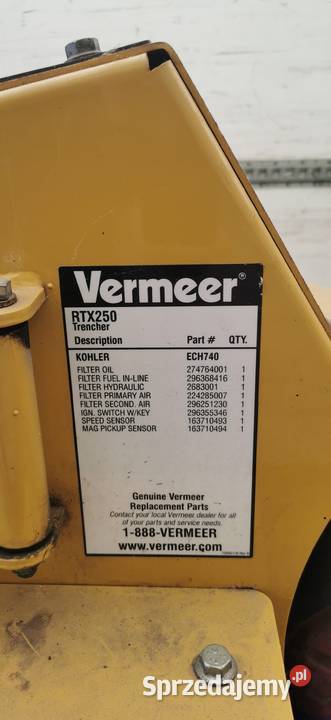 Vermeer®
RTX250
Trencher
Description Part # QTY.
KOHLER ECH740
FILTER OIL 274764001 1
FILTER FUEL IN-LINE 296368416 1
FILTER HYDRAULIC 2683001 1
FILTER PRIMARY AIR 224285007 1
FILTER SECOND. AIR 296251230 1
IGN. SWITCH W/KEY 296355346 1
SPEED SENSOR 163710493 1
MAG PICKUP SENSOR 163710494 1
Genuine Vermeer
Replacement Parts
Contact your local Vermeer dealer for all
of your parts and service needs.
1-888-VERMEER
www.vermeer.com
Sprzedajemy.pl